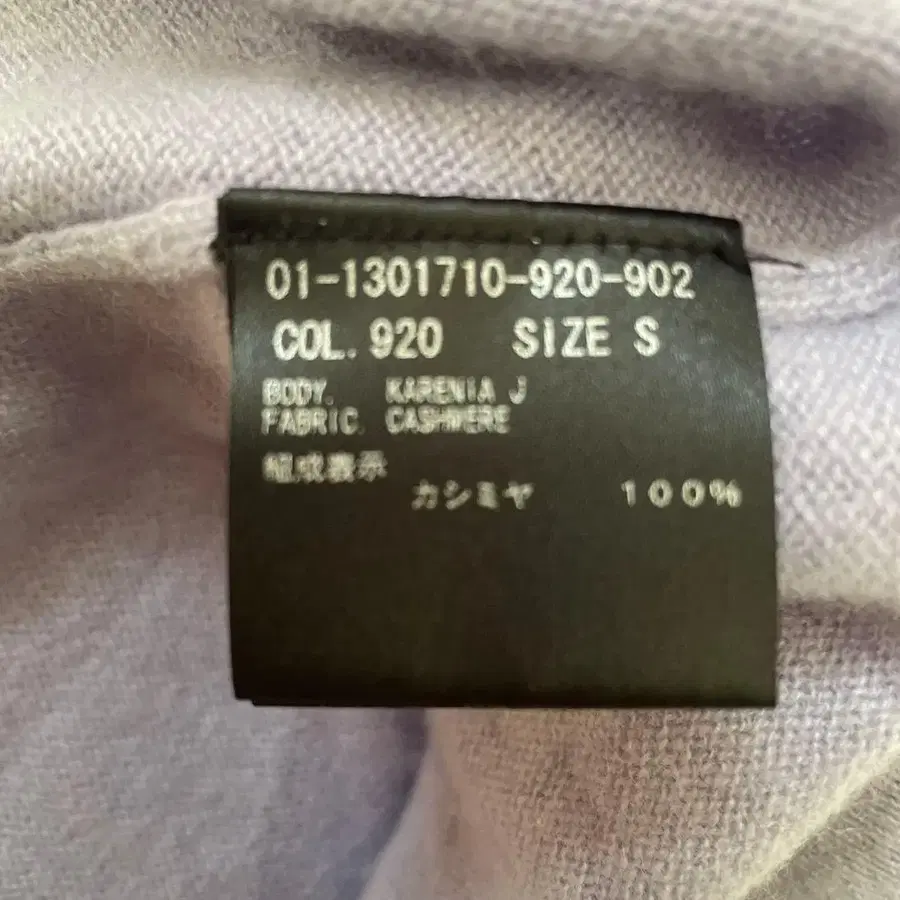 01-1301710-920-902
COL. 920 SIZE S
BODY. KARENIA J
FABRIC. CASHMERE
組成表示
カシミヤ 100%